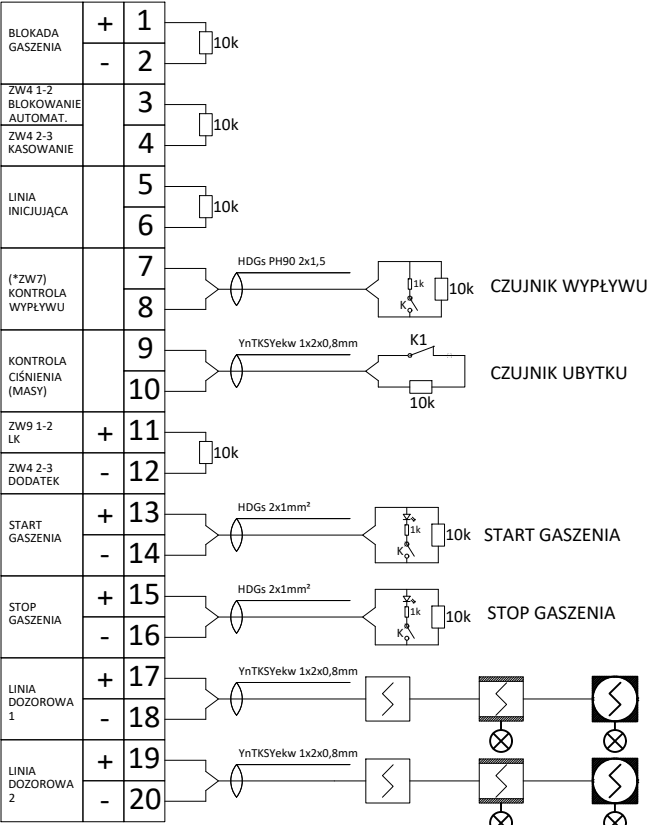 BLOKADA
GASZENIA
+ 1
- 2
10k
ZW4 1-2
BLOKOWANIE
AUTOMAT.
3
ZW4 2-3
KASOWANIE
4
10k
LINIA
INICJUJĄCA
5
6
10k
(*ZW7)
KONTROLA
WYPŁYWU
7
8
HDGs PH90 2x1,5
1k
K
10k
CZUJNIK WYPŁYWU
KONTROLA
CIŚNIENIA
(MASY)
9
10
YnTKSYekw 1x2x0,8mm
K1
10k
CZUJNIK UBYTKU
ZW9 1-2
LK
+ 11
ZW4 2-3
DODATEK
- 12
10k
START
GASZENIA
+ 13
- 14
HDGs 2x1mm²
1k
K
10k
START GASZENIA
STOP
GASZENIA
+ 15
- 16
HDGs 2x1mm²
1k
K
10k
STOP GASZENIA
LINIA
DOZOROWA
1
+ 17
- 18
YnTKSYekw 1x2x0,8mm
LINIA
DOZOROWA
2
+ 19
- 20
YnTKSYekw 1x2x0,8mm